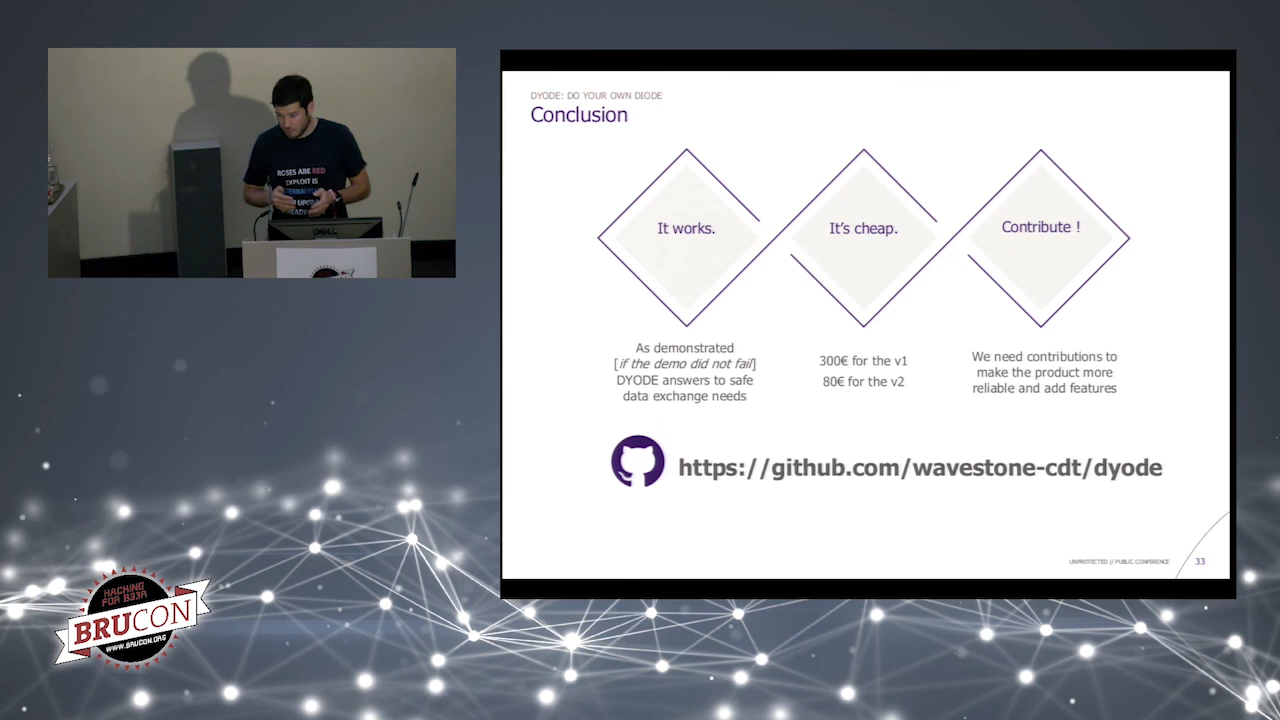 ROSES ARE RED
EXPLOIT IS
READY
DELL
DYODE: DO YOUR OWN DIODE
Conclusion
It works.
It's cheap.
Contribute !
As demonstrated
[if the demo did not fail]
DYODE answers to safe
data exchange needs
300€ for the v1
80€ for the v2
We need contributions to
make the product more
reliable and add features
https://github.com/wavestone-cdt/dyode
UNPROTECTED // PUBLIC CONFERENCE
33
HACKING
FOR B33R
BRUCON
WWW.BRUCON.ORG